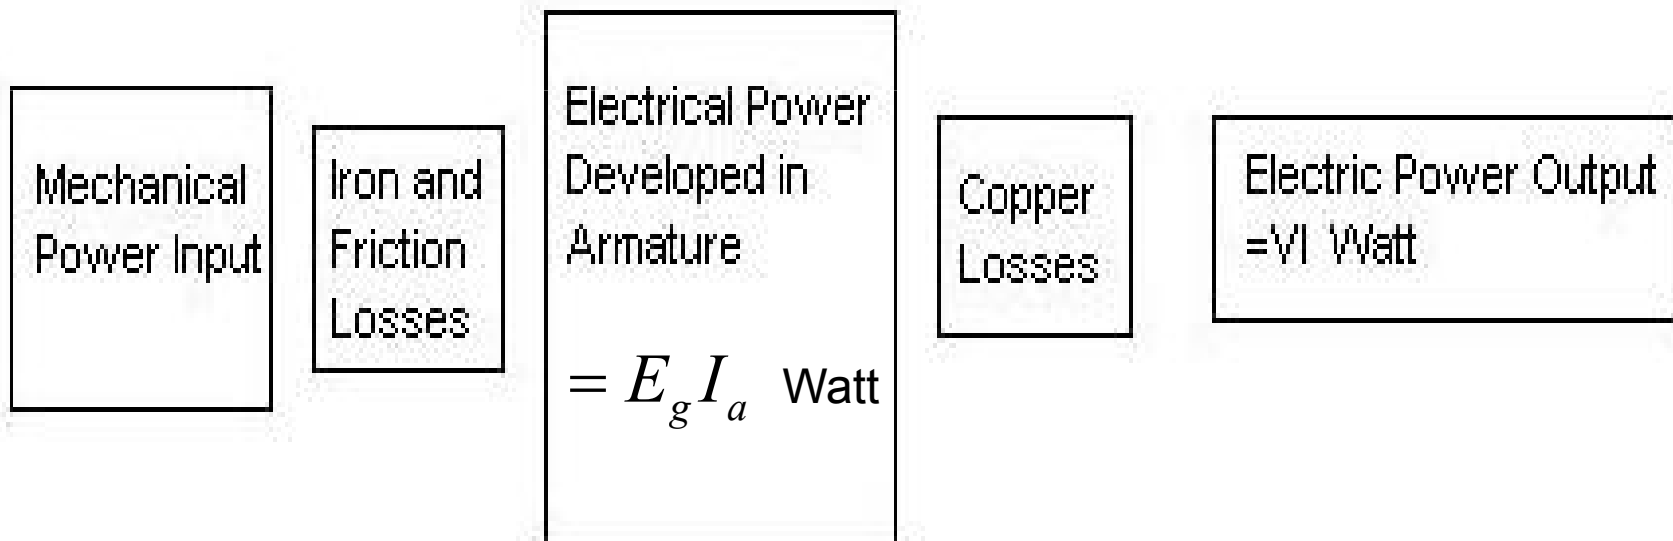 Mechanical
Power Input
Iron and
Friction
Losses
Electrical Power
Developed in
Armature
= E_g I_a Watt
Copper
Losses
Electric Power Output
=VI Watt